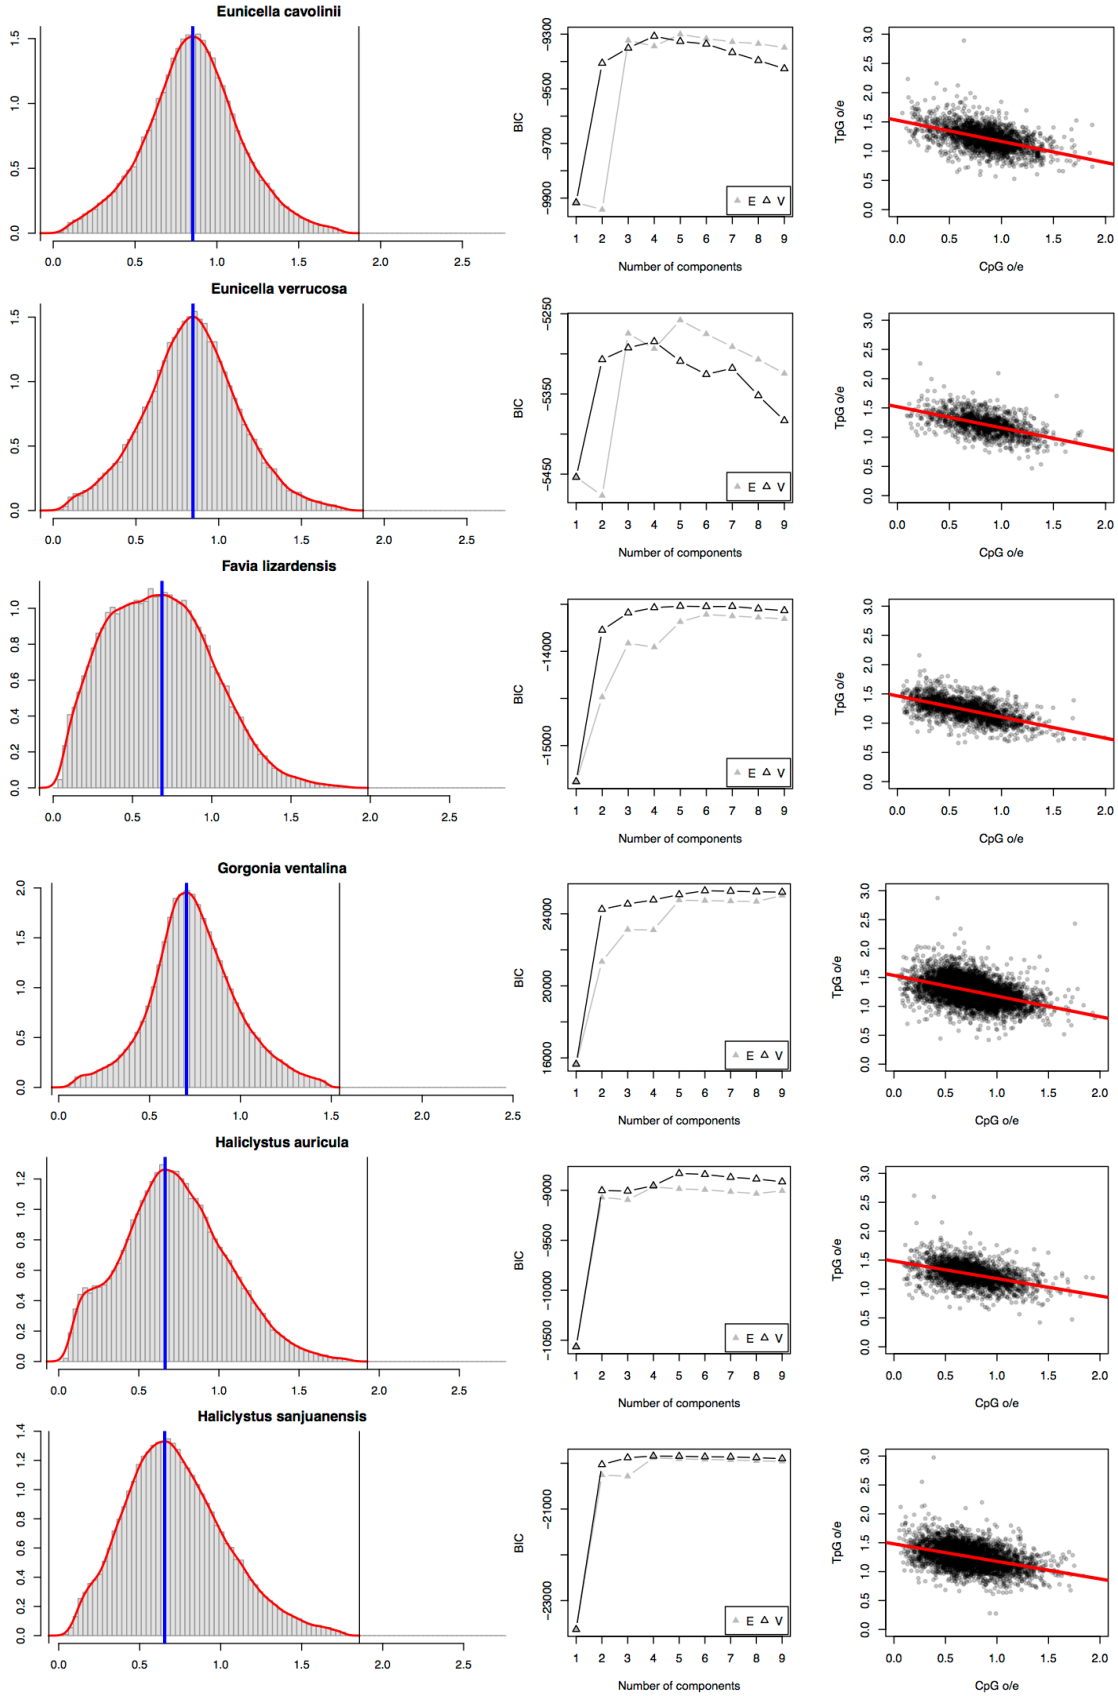 Eunicella cavolinii
0.0 0.5 1.0 1.5
0.0 0.5 1.0 1.5 2.0 2.5
BIC
-9900 -9700 -9500 -9300
E V
1 2 3 4 5 6 7 8 9
Number of components
TpG o/e
0.0 0.5 1.0 1.5 2.0 2.5 3.0
0.0 0.5 1.0 1.5 2.0
CpG o/e
Eunicella verrucosa
0.0 0.5 1.0 1.5
0.0 0.5 1.0 1.5 2.0 2.5
BIC
-5450 -5350 -5250
E V
1 2 3 4 5 6 7 8 9
Number of components
TpG o/e
0.0 0.5 1.0 1.5 2.0 2.5 3.0
0.0 0.5 1.0 1.5 2.0
CpG o/e
Favia lizardensis
0.0 0.2 0.4 0.6 0.8 1.0
0.0 0.5 1.0 1.5 2.0 2.5
BIC
-15000 -14000
E V
1 2 3 4 5 6 7 8 9
Number of components
TpG o/e
0.0 0.5 1.0 1.5 2.0 2.5 3.0
0.0 0.5 1.0 1.5 2.0
CpG o/e
Gorgonia ventalina
0.0 0.5 1.0 1.5 2.0
0.0 0.5 1.0 1.5 2.0 2.5
BIC
16000 20000 24000
E V
1 2 3 4 5 6 7 8 9
Number of components
TpG o/e
0.0 0.5 1.0 1.5 2.0 2.5 3.0
0.0 0.5 1.0 1.5 2.0
CpG o/e
Haliclystus auricula
0.0 0.2 0.4 0.6 0.8 1.0 1.2
0.0 0.5 1.0 1.5 2.0 2.5
BIC
-10500 -10000 -9500 -9000
E V
1 2 3 4 5 6 7 8 9
Number of components
TpG o/e
0.0 0.5 1.0 1.5 2.0 2.5 3.0
0.0 0.5 1.0 1.5 2.0
CpG o/e
Haliclystus sanjuanensis
0.0 0.2 0.4 0.6 0.8 1.0 1.2 1.4
0.0 0.5 1.0 1.5 2.0 2.5
BIC
-23000 -21000
E V
1 2 3 4 5 6 7 8 9
Number of components
TpG o/e
0.0 0.5 1.0 1.5 2.0 2.5 3.0
0.0 0.5 1.0 1.5 2.0
CpG o/e